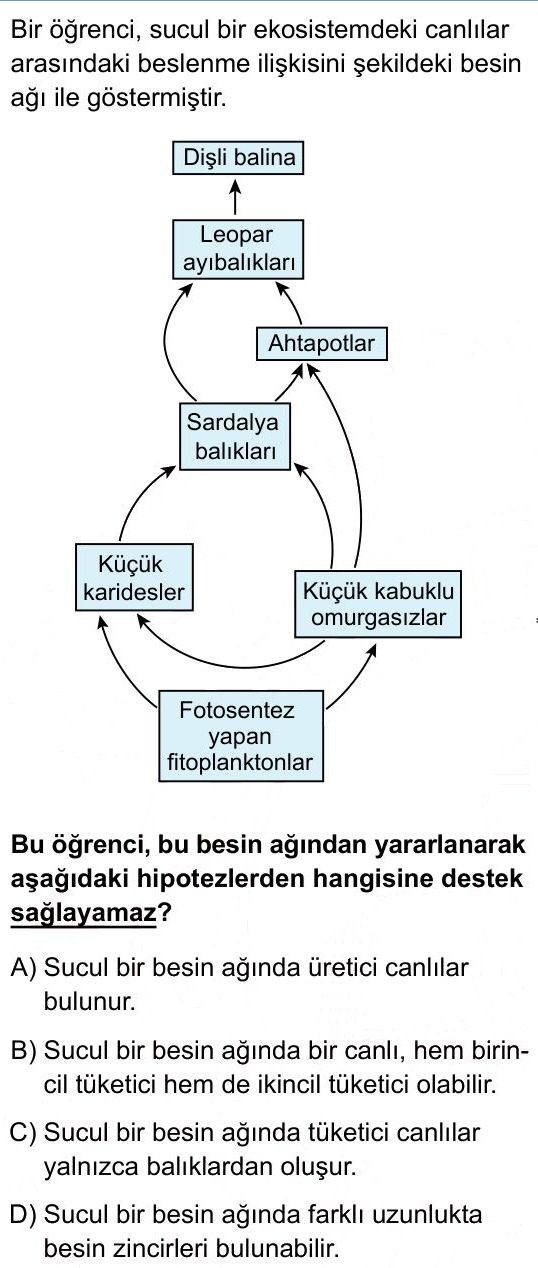 Bir öğrenci, sucul bir ekosistemdeki canlılar
arasındaki beslenme ilişkisini şekildeki besin
ağı ile göstermiştir.
Dişli balina
Leopar
ayıbalıkları
Ahtapotlar
Sardalya
balıkları
Küçük
karidesler
Küçük kabuklu
omurgasızlar
Fotosentez
yapan
fitoplanktonlar
Bu öğrenci, bu besin ağından yararlanarak
aşağıdaki hipotezlerden hangisine destek
sağlayamaz?
A) Sucul bir besin ağında üretici canlılar
bulunur.
B) Sucul bir besin ağında bir canlı, hem birin-
cil tüketici hem de ikincil tüketici olabilir.
C) Sucul bir besin ağında tüketici canlılar
yalnızca balıklardan oluşur.
D) Sucul bir besin ağında farklı uzunlukta
besin zincirleri bulunabilir.